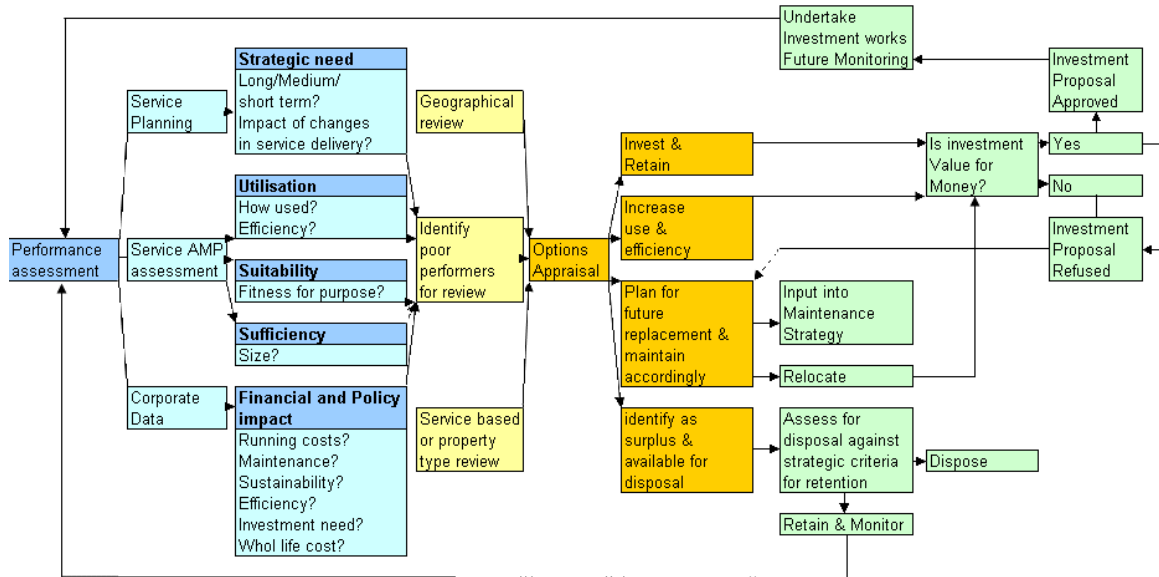 Undertake
Investment works
Future Monitoring
Strategic need
Long/Medium/
short term?
Impact of changes
in service delivery?
Service
Planning
Geographical
review
Investment
Proposal
Approved
Invest &
Retain
Is investment
Value for
Money?
Yes
No
Utilisation
How used?
Efficiency?
Increase
use &
efficiency
Performance
assessment
Service AMP
assessment
Suitability
Fitness for purpose?
Identify
poor
performers
for review
Options
Appraisal
Investment
Proposal
Refused
Plan for
future
replacement &
maintain
accordingly
Input into
Maintenance
Strategy
Relocate
Sufficiency
Size?
Corporate
Data
Financial and Policy
impact
Running costs?
Maintenance?
Sustainability?
Efficiency?
Investment need?
Whol life cost?
Service based
or property
type review
identify as
surplus &
available for
disposal
Assess for
disposal against
strategic criteria
for retention
Dispose
Retain & Monitor